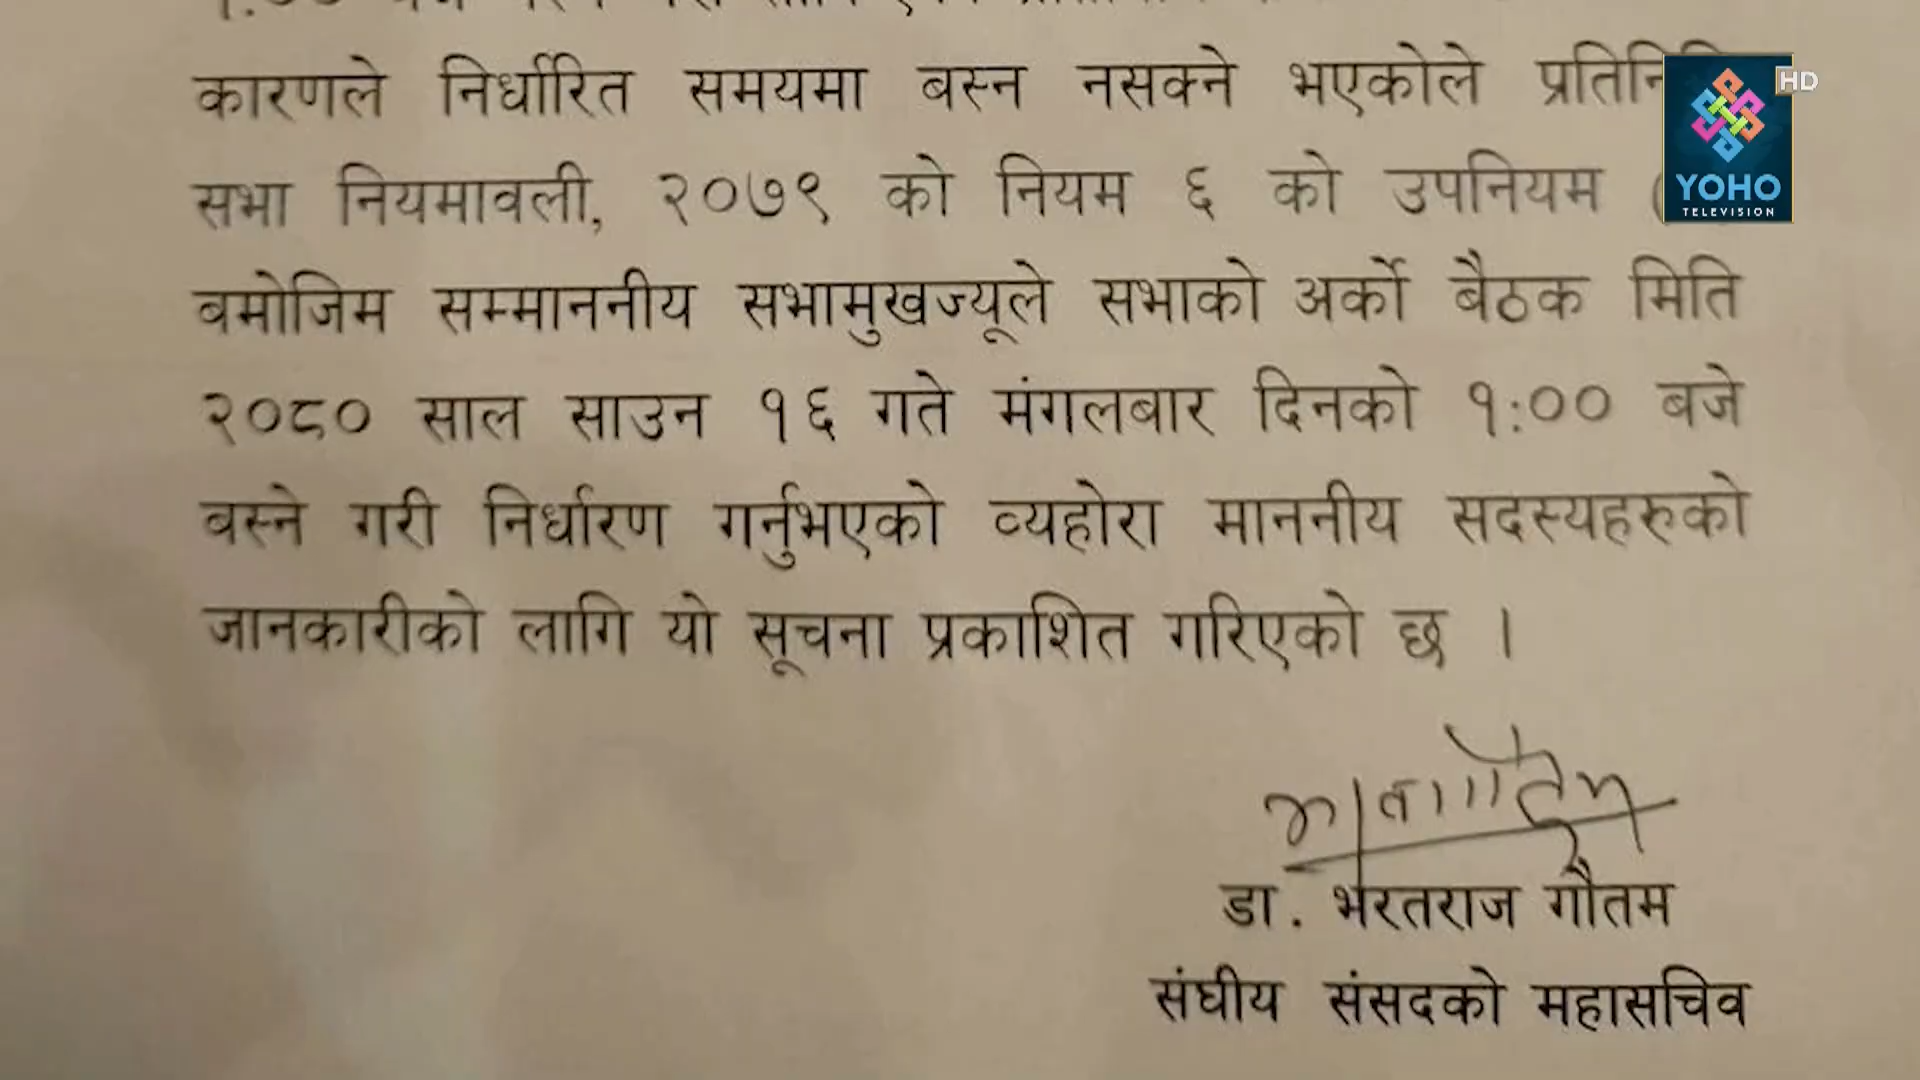 कारणले निर्धारित समयमा बस्न नसक्ने भएकोले
सभा नियमावली, २०७९ को नियम ६ को उपनियम
बमोजिम सम्माननीय सभामुखज्यूले सभाको अर्को बैठक मिति
२०८० साल साउन १६ गते मंगलबार दिनको १:०० बजे
बस्ने गरी निर्धारण गर्नुभएको व्यहोरा माननीय सदस्यहरुको
जानकारीको लागि यो सूचना प्रकाशित गरिएको छ ।
डा. भरतराज गौतम
संघीय संसदको महासचिव
HD
YOHO
TELEVISION